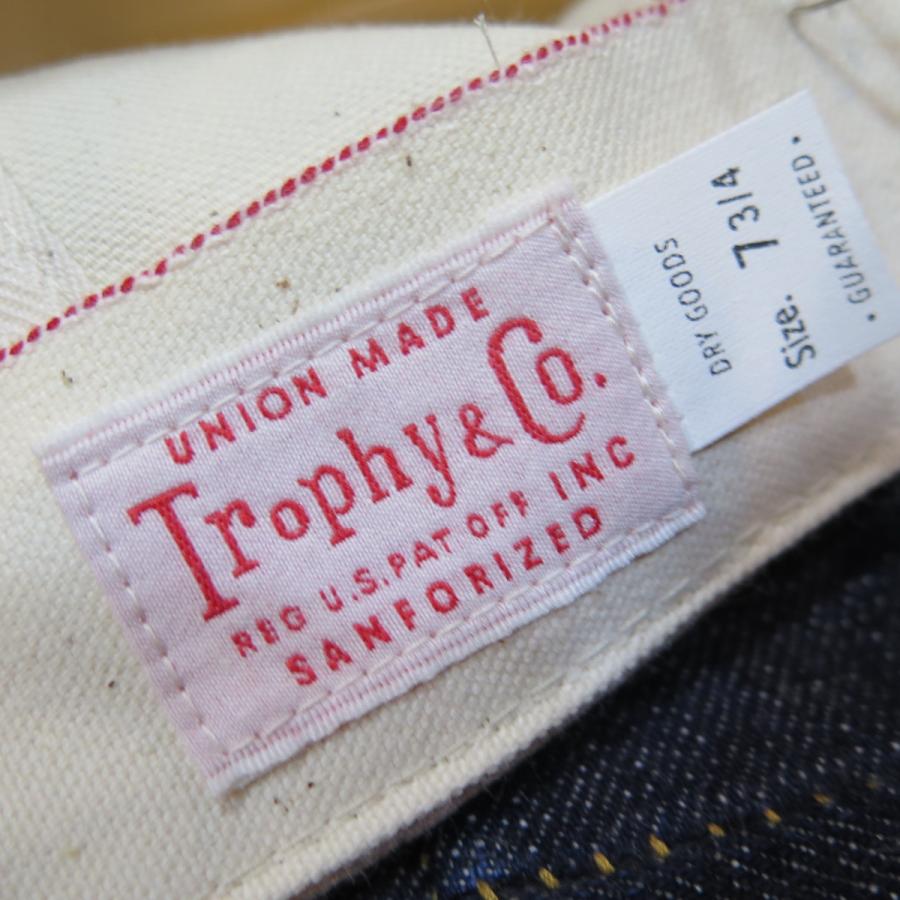 UNION MADE
Trophy & Co.
REG U.S. PAT OFF INC
SANFORIZED
DRY GOODS
Size. 7 3/4
• GUARANTEED •